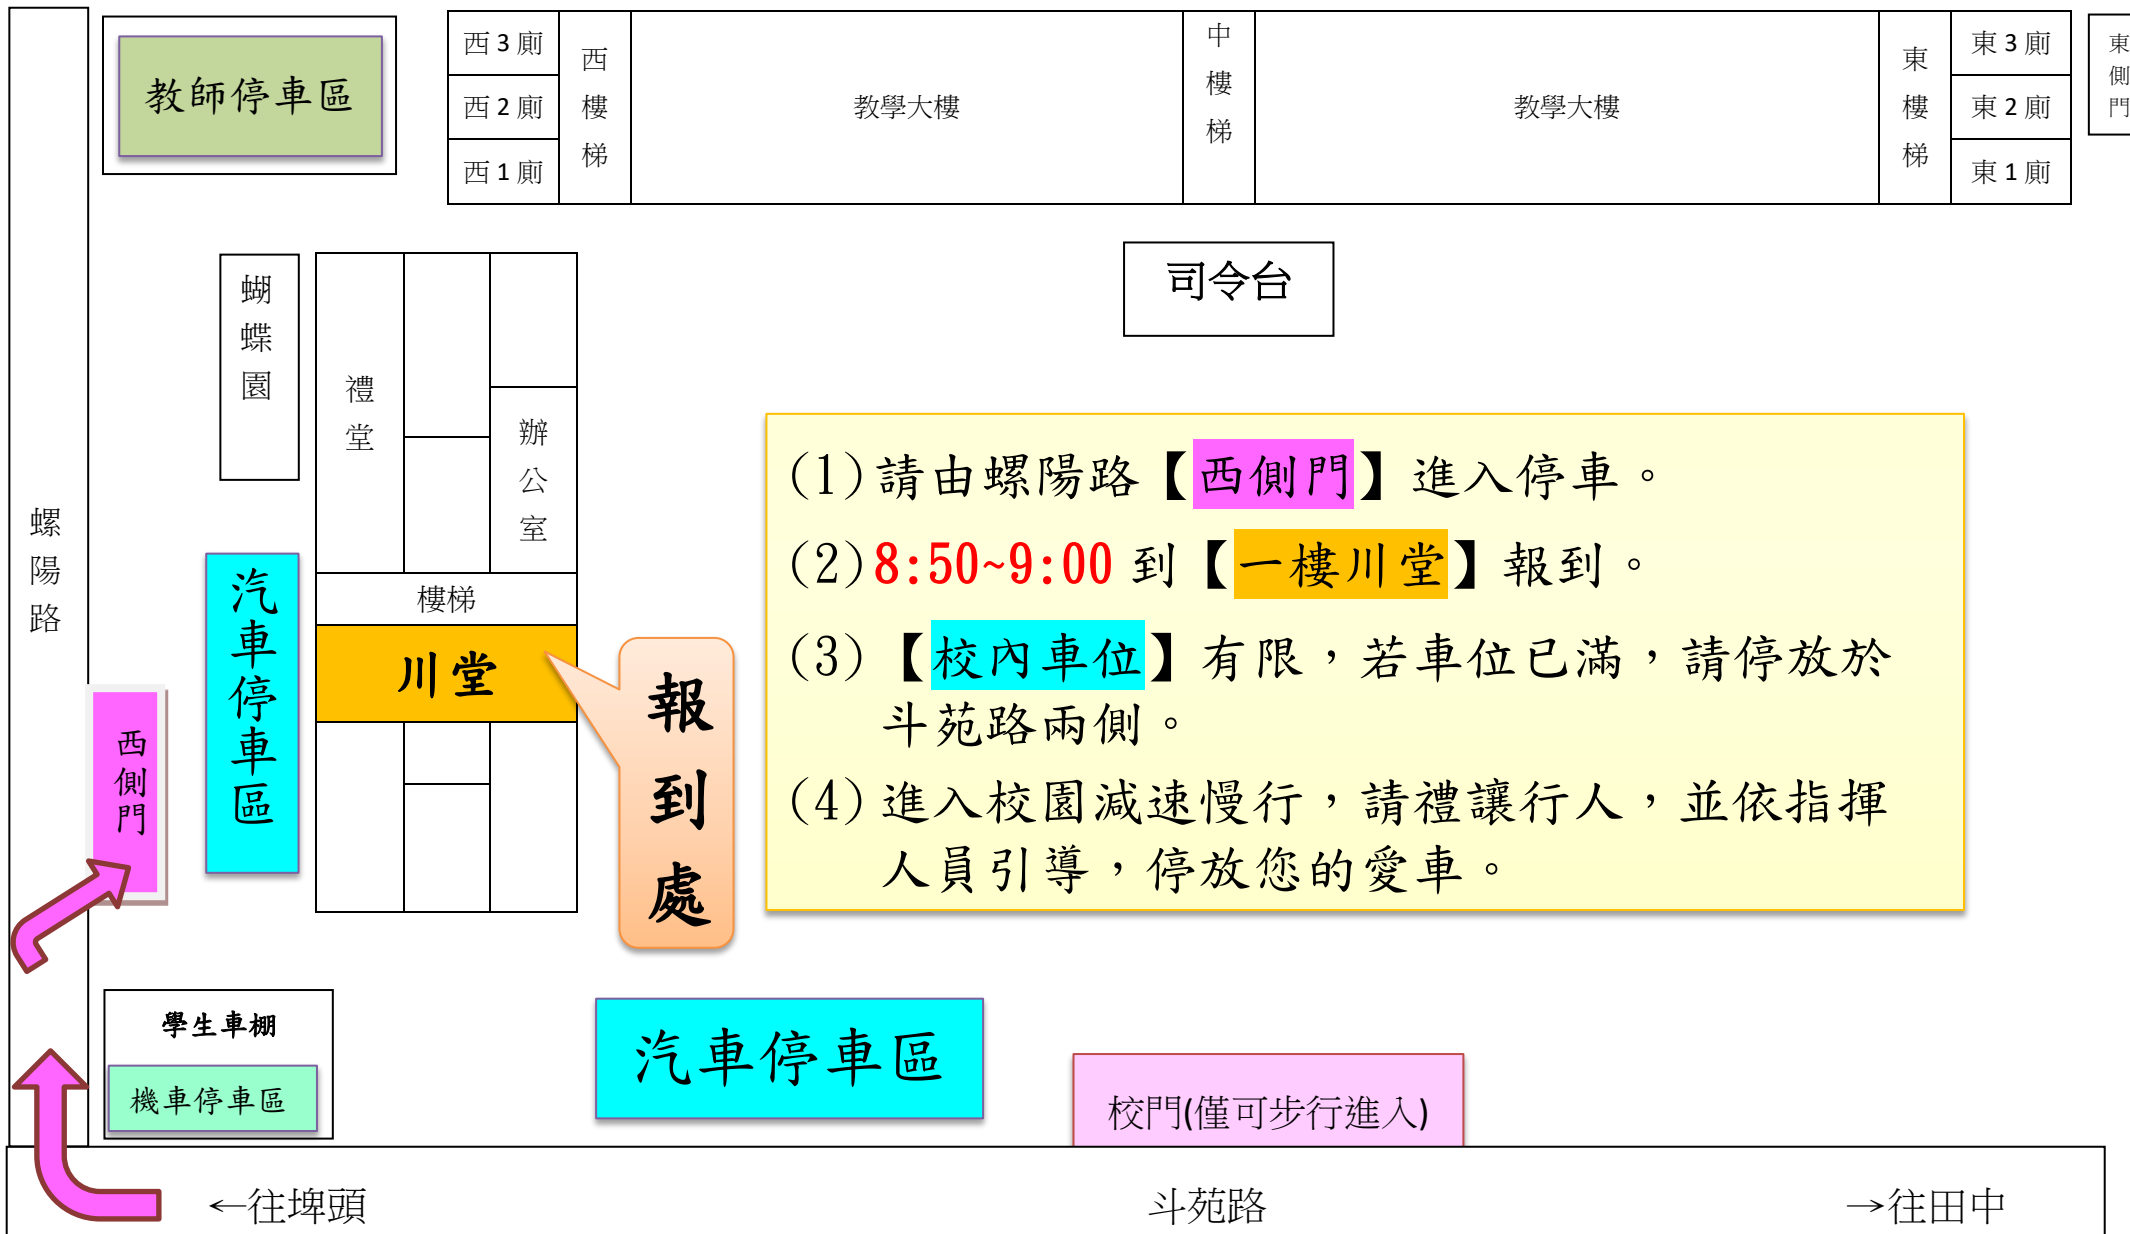 教師停車區
西3廁
西2廁
西1廁
西樓梯
教學大樓
中樓梯
教學大樓
東樓梯
東3廁
東2廁
東1廁
東側門
蝴蝶園
禮堂
辦公室
司令台
螺陽路
汽車停車區
樓梯
川堂
報到處
西側門
(1)請由螺陽路【西側門】進入停車。
(2)8:50~9:00 到【一樓川堂】報到。
(3)【校內車位】有限，若車位已滿，請停放於
斗苑路兩側。
(4)進入校園減速慢行，請禮讓行人，並依指揮
人員引導，停放您的愛車。
學生車棚
機車停車區
汽車停車區
校門(僅可步行進入)
←往埤頭
斗苑路
→往田中